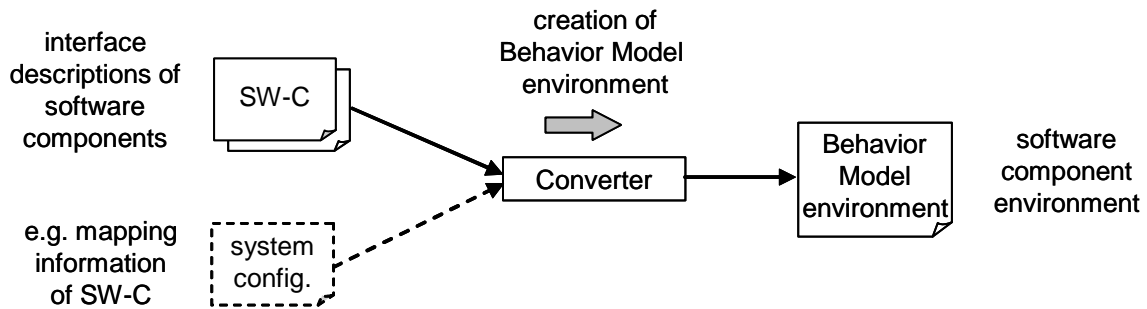 creation of
Behavior Model
environment
interface
descriptions of
software
components
SW-C
Converter
Behavior
Model
environment
software
component
environment
e.g. mapping
information
of SW-C
system
config.